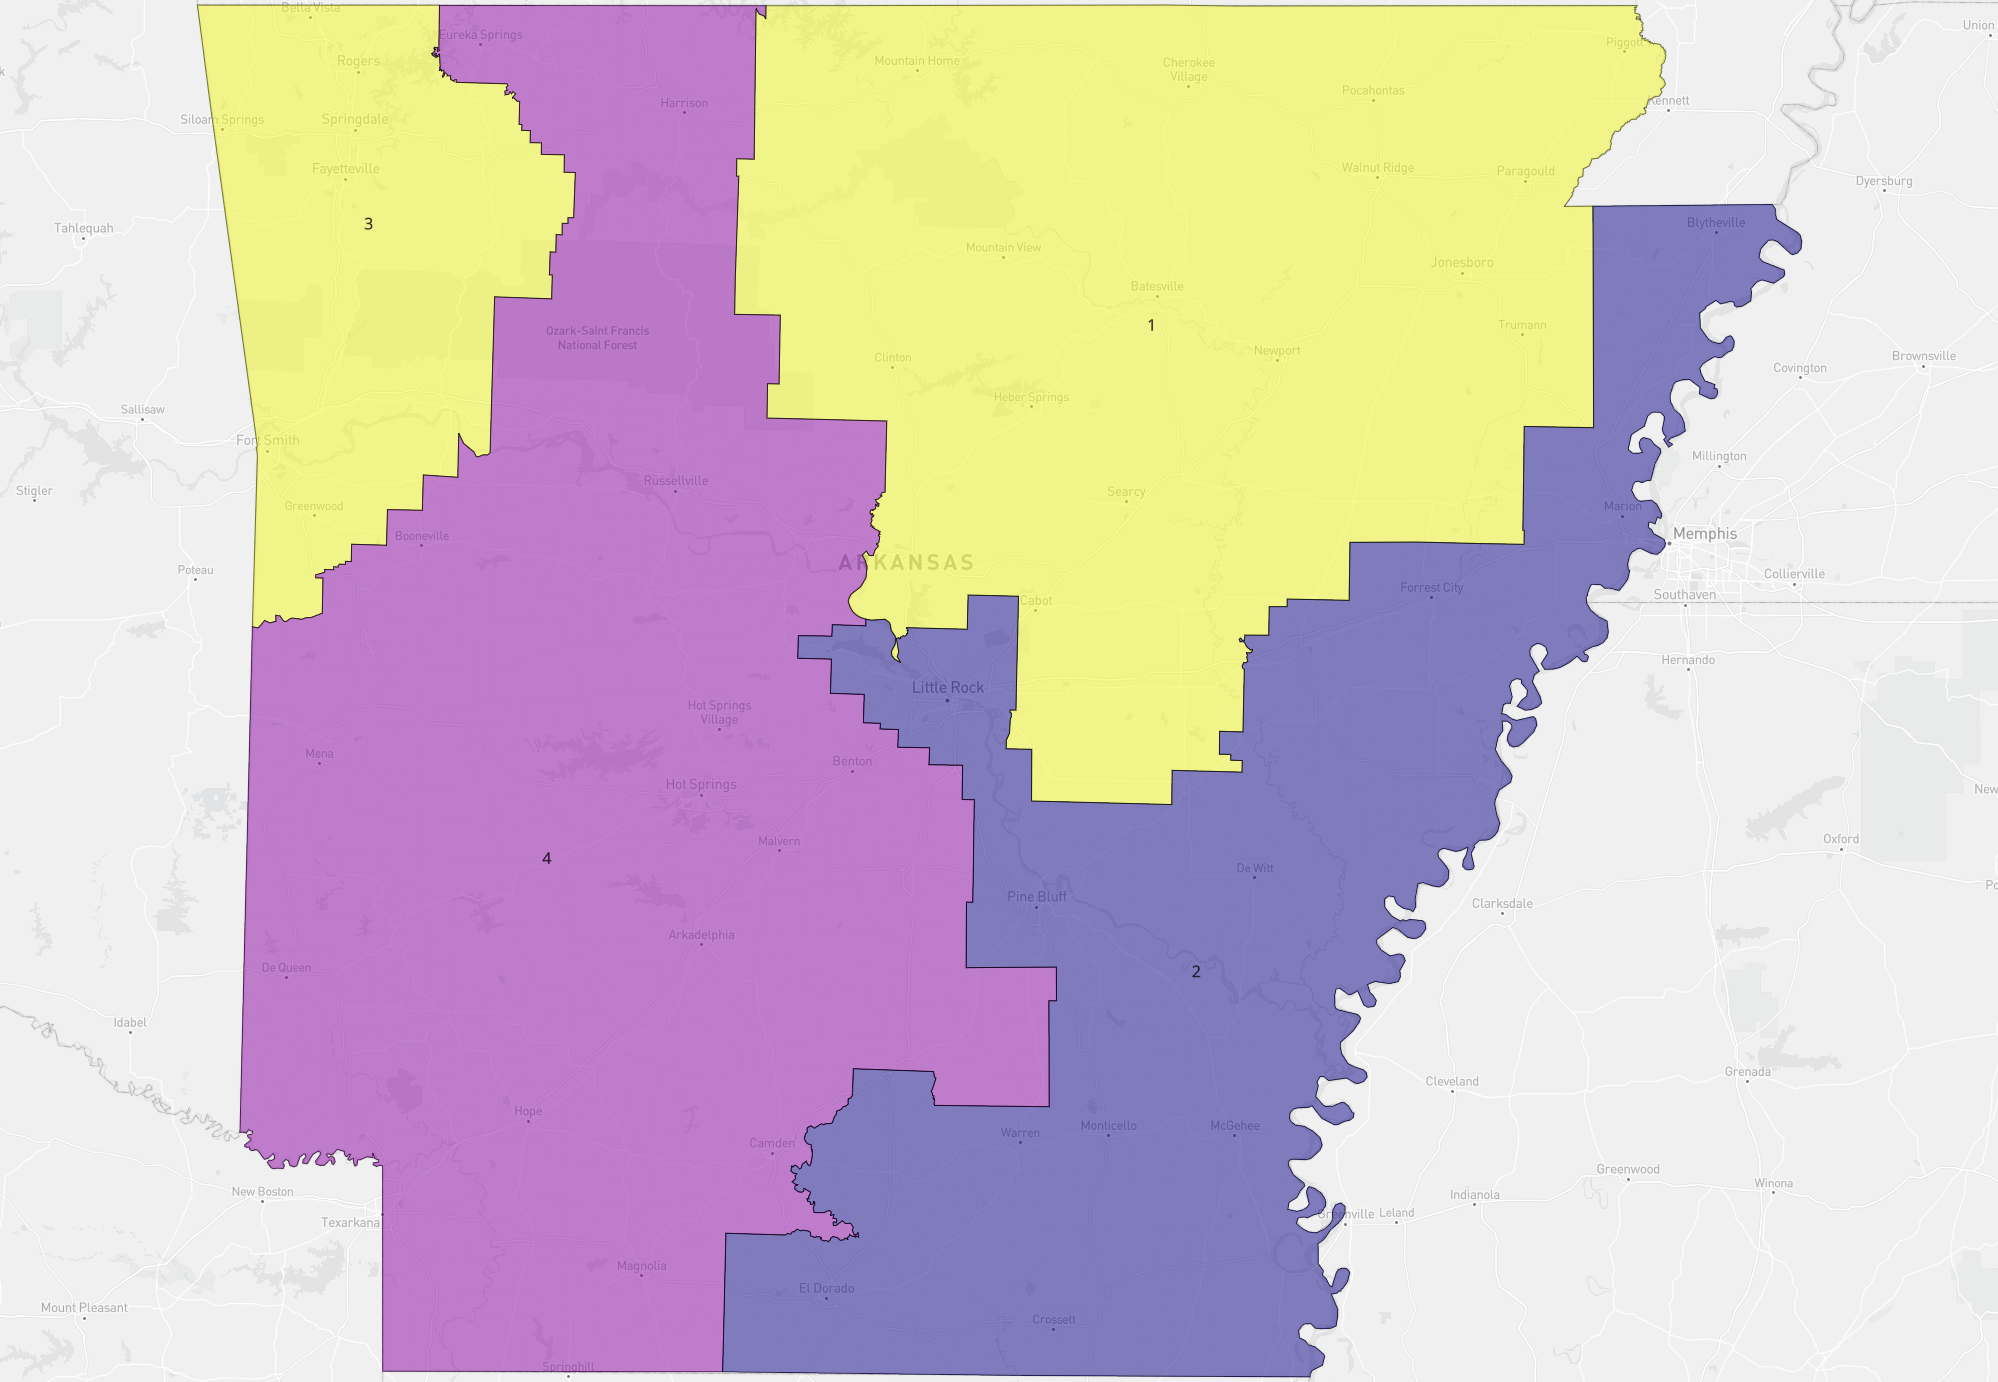 Bella Vista
Eureka Springs
Rogers
Mountain Home
Cherokee
Village
Piggott
Union
Pocahontas
Kennett
Harrison
Siloam Springs
Springdale
Fayetteville
Walnut Ridge
Paragould
Dyersburg
3
Tahlequah
Blytheville
Mountain View
Jonesboro
Batesville
1
Trumann
Ozark-Saint Francis
National Forest
Clinton
Newport
Brownsville
Covington
Heber Springs
Sallisaw
Fort Smith
Millington
Stigler
Russellville
Searcy
Greenwood
Marion
Booneville
Memphis
ARKANSAS
Poteau
Collierville
Forrest City
Southaven
Cabot
Hernando
Little Rock
Hot Springs
Village
Mena
Benton
Hot Springs
New
Malvern
Oxford
4
De Witt
Pine Bluff
Clarksdale
Arkadelphia
De Queen
2
Idabel
Grenada
Cleveland
Hope
Camden
Warren
Monticello
McGehee
Greenwood
Winona
New Boston
Indianola
Texarkana
Greenville
Leland
Magnolia
El Dorado
Mount Pleasant
Crossett
Springhill